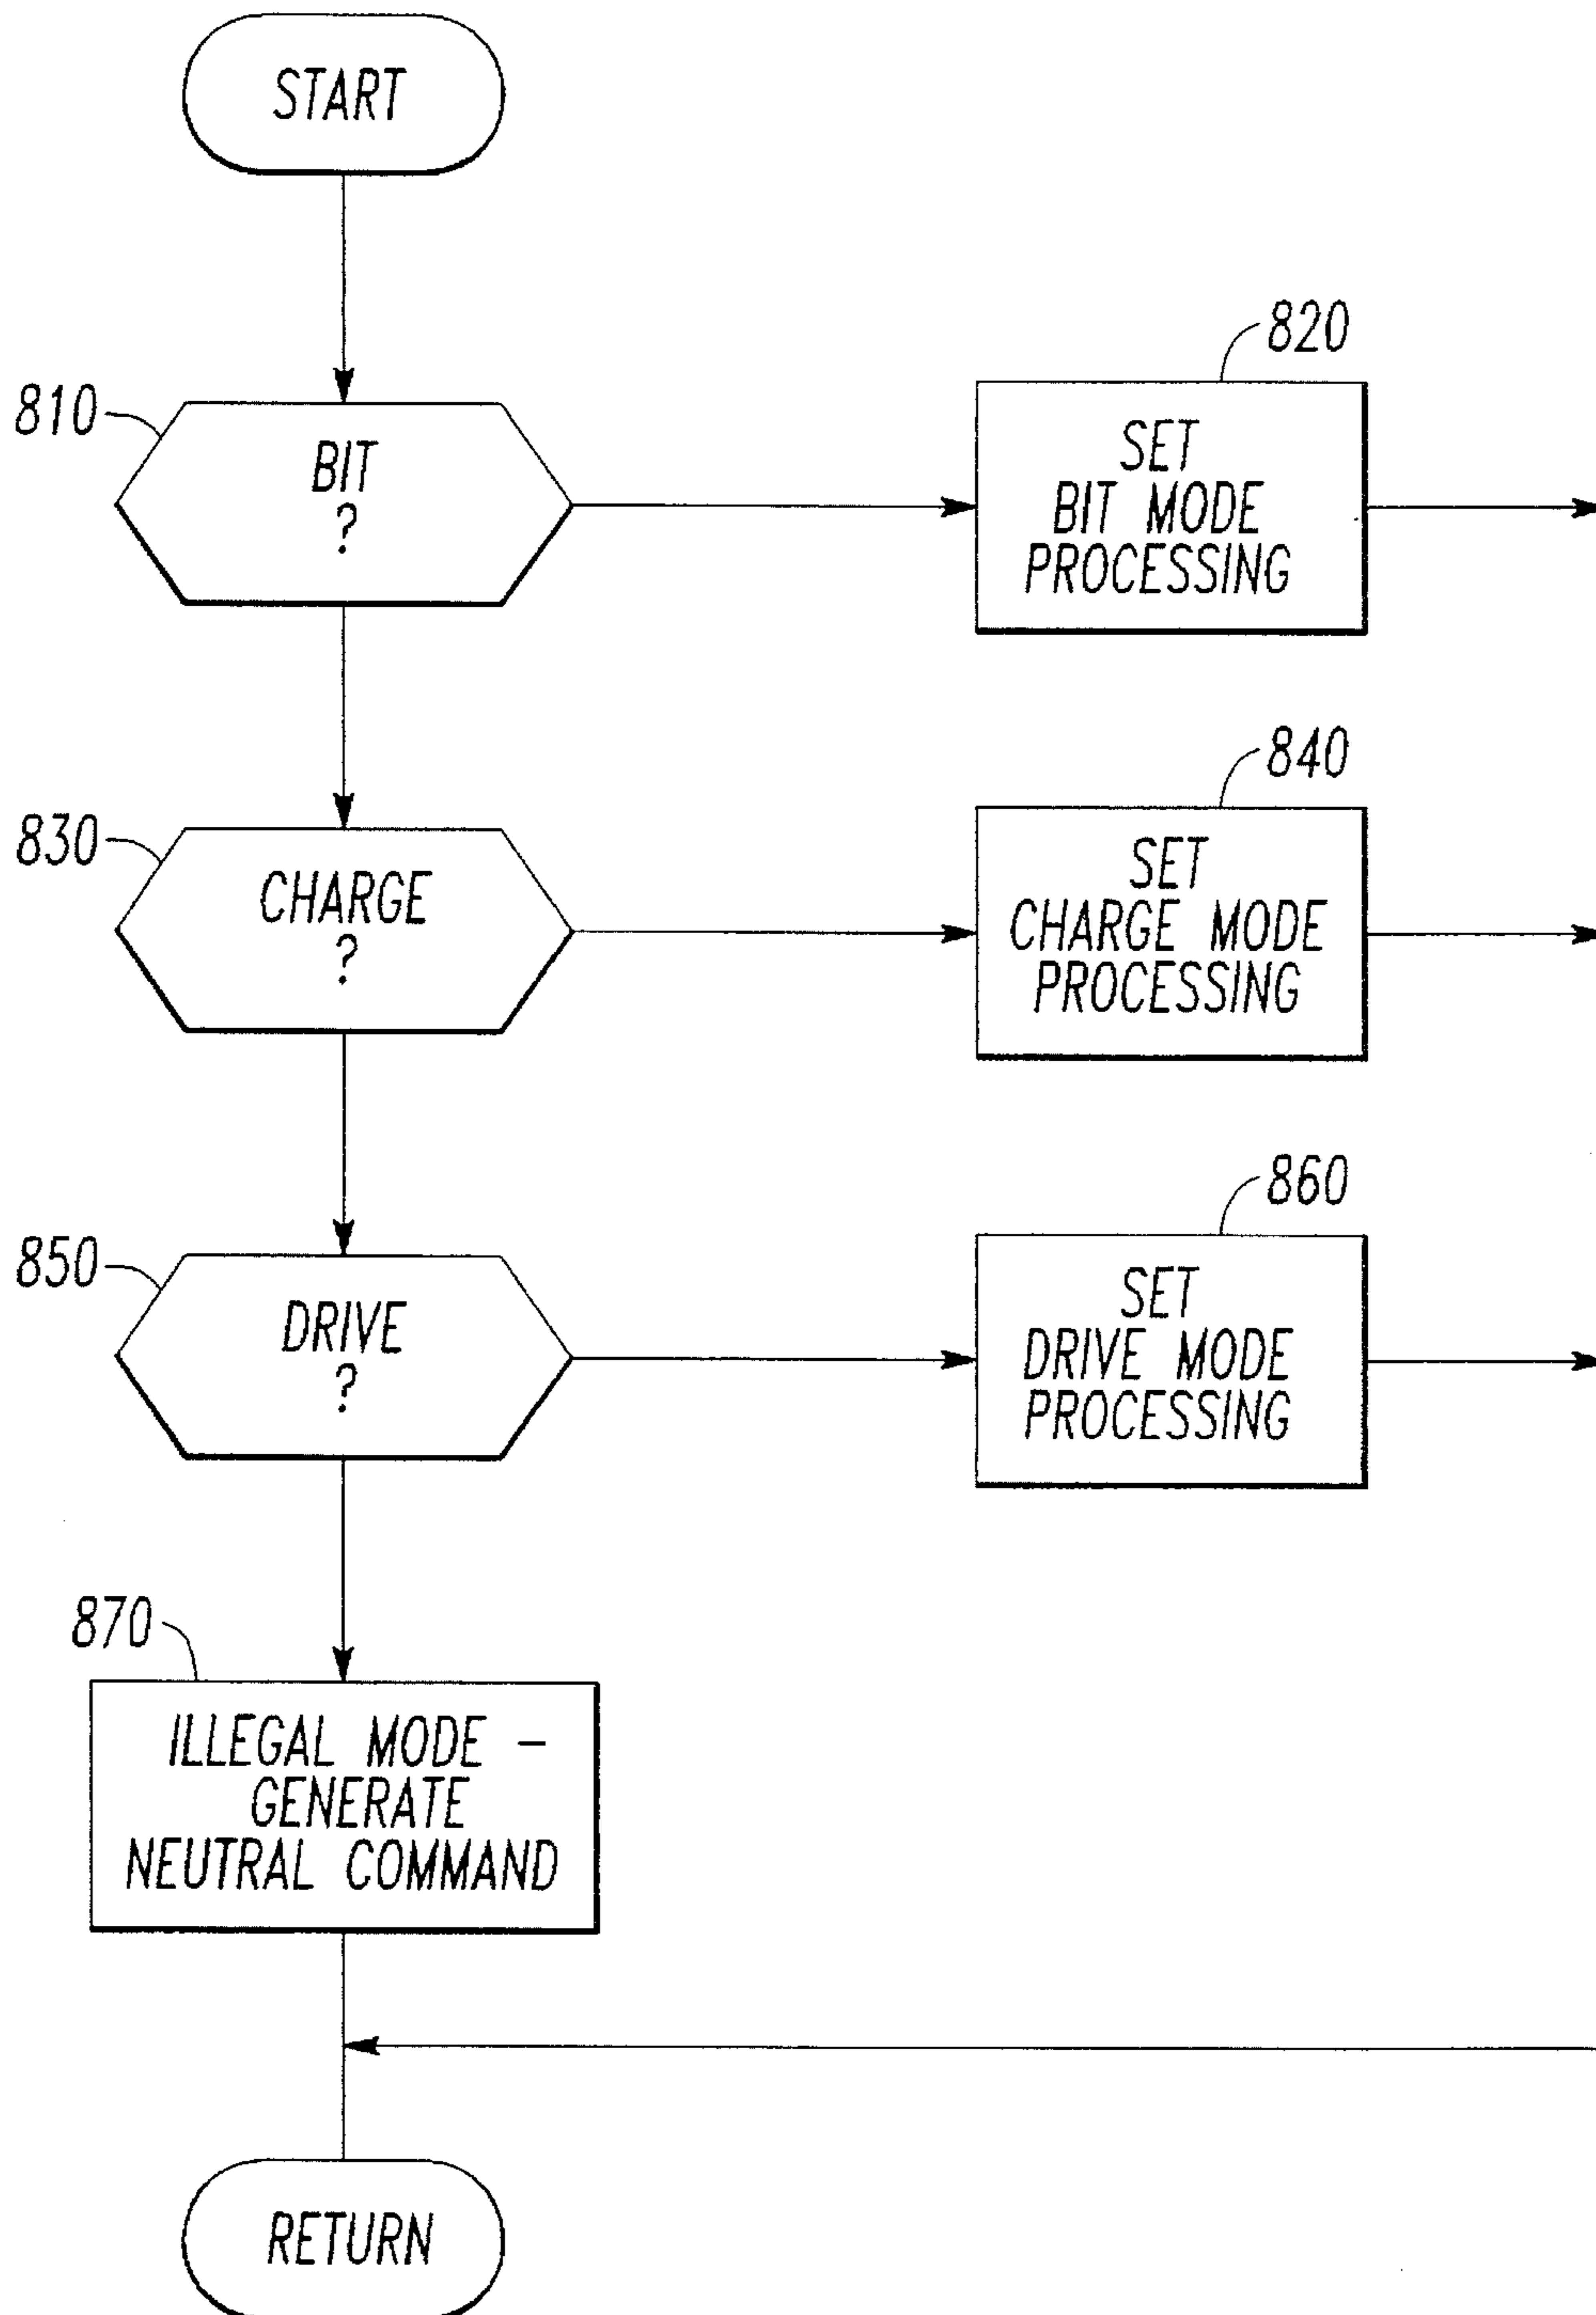 START
810
BIT
?
820
SET
BIT MODE
PROCESSING
830
CHARGE
?
840
SET
CHARGE MODE
PROCESSING
850
DRIVE
?
860
SET
DRIVE MODE
PROCESSING
870
ILLEGAL MODE –
GENERATE
NEUTRAL COMMAND
RETURN